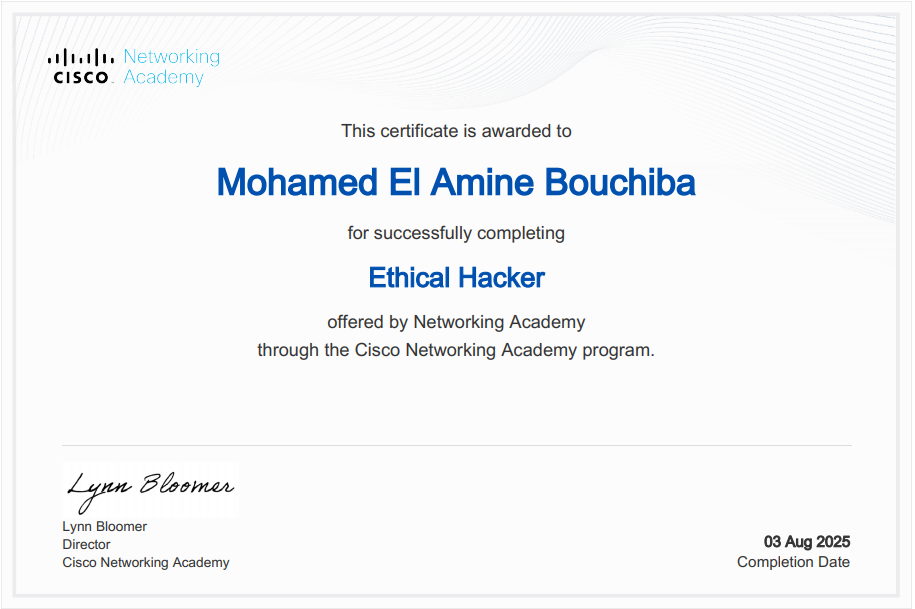 Networking
CISCO Academy
This certificate is awarded to
Mohamed El Amine Bouchiba
for successfully completing
Ethical Hacker
offered by Networking Academy
through the Cisco Networking Academy program.
Lynn Bloomer
Lynn Bloomer
Director
Cisco Networking Academy
03 Aug 2025
Completion Date